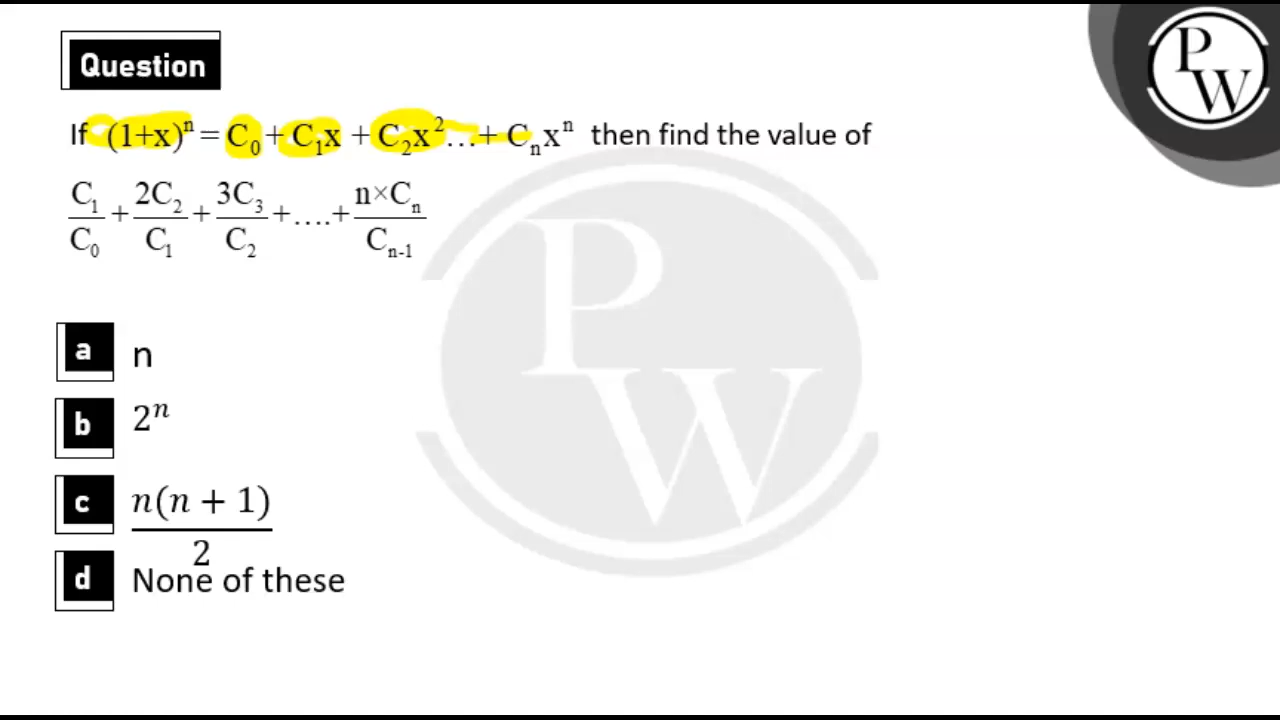 Question
PW
If (1+x)ⁿ = C₀ + C₁x + C₂x² ... + Cₙxⁿ then find the value of
C₁/C₀ + 2C₂/C₁ + 3C₃/C₂ + .... + n×Cₙ/Cₙ₋₁
PW
a n
b 2ⁿ
c n(n + 1)/2
d None of these